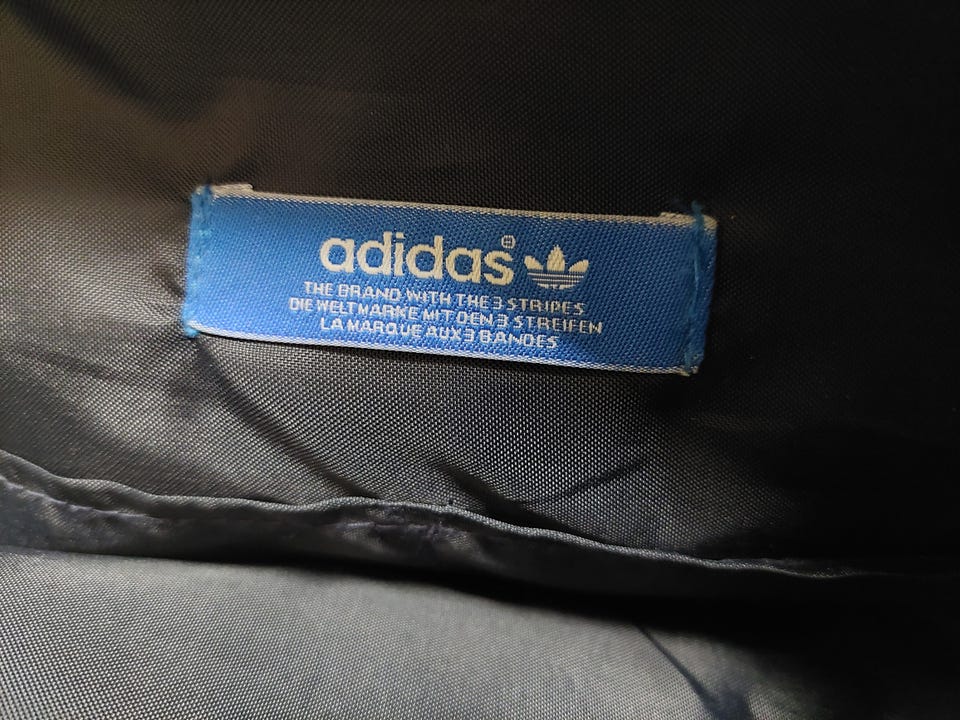 adidas®
THE BRAND WITH THE 3 STRIPES
DIE WELTMARKE MIT DEN 3 STREIFEN
LA MARQUE AUX 3 BANDES